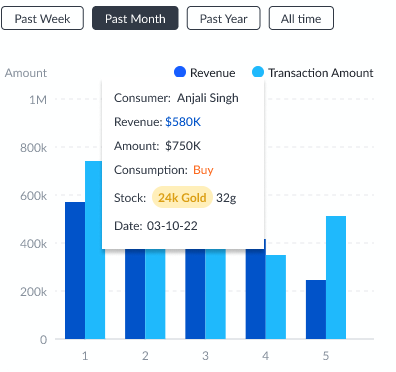 Past Week Past Month Past Year All time
Amount Revenue Transaction Amount
1M
Consumer: Anjali Singh
Revenue: $580K
800k
Amount: $750K
Consumption: Buy
600k
Stock: 24k Gold 32g
Date: 03-10-22
400k
200k
0
1 2 3 4 5